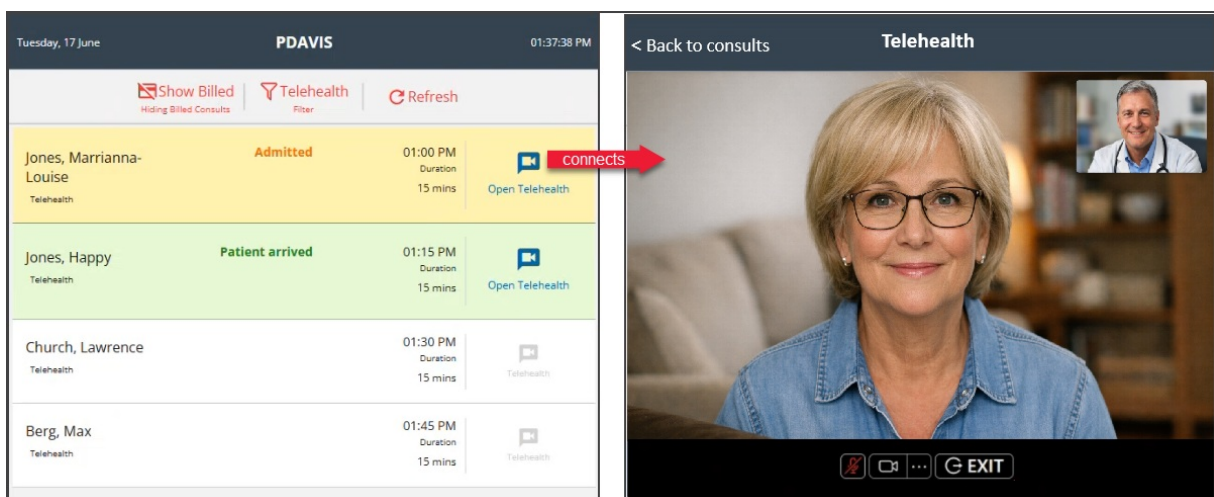 Tuesday, 17 June
PDAVIS
01:37:38 PM
Show Billed
Hiding Billed Consults
Telehealth
Filter
Refresh
Jones, Marrianna-
Louise
Telehealth
Admitted
01:00 PM
Duration
15 mins
Open Telehealth
Jones, Happy
Telehealth
Patient arrived
01:15 PM
Duration
15 mins
Open Telehealth
Church, Lawrence
Telehealth
01:30 PM
Duration
15 mins
Telehealth
Berg, Max
Telehealth
01:45 PM
Duration
15 mins
Telehealth
connects
< Back to consults
Telehealth
EXIT